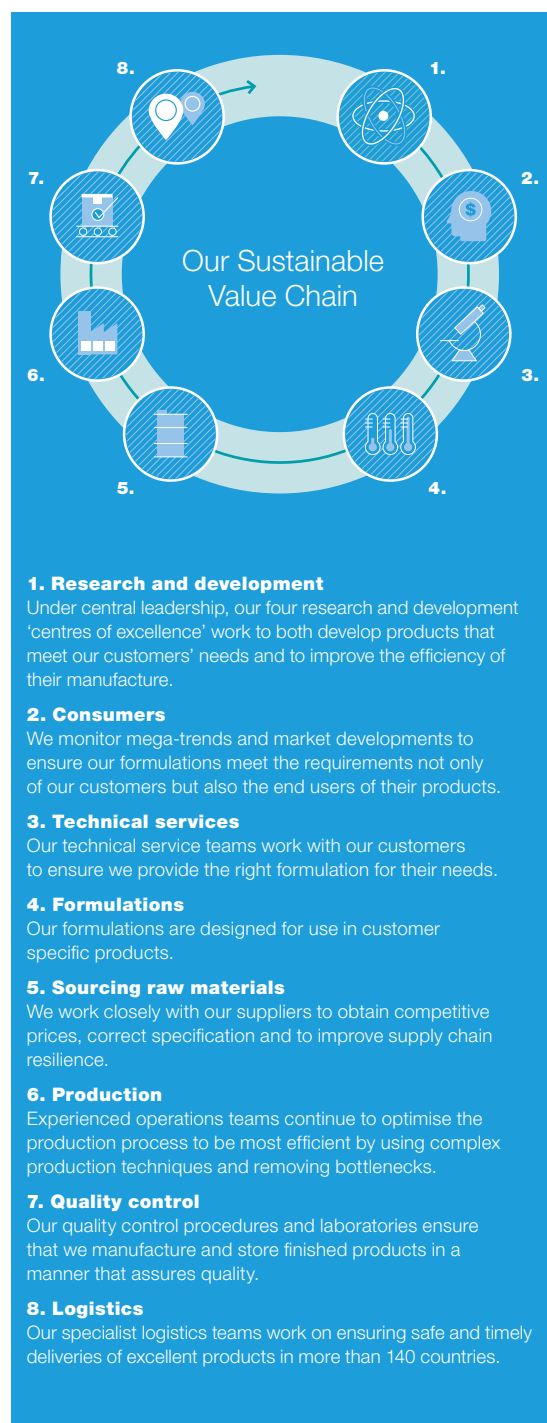 8.
1.
7.
2.
Our Sustainable
Value Chain
$
6.
3.
5.
4.
1. Research and development
Under central leadership, our four research and development
‘centres of excellence’ work to both develop products that
meet our customers’ needs and to improve the efficiency of
their manufacture.
2. Consumers
We monitor mega-trends and market developments to
ensure our formulations meet the requirements not only
of our customers but also the end users of their products.
3. Technical services
Our technical service teams work with our customers
to ensure we provide the right formulation for their needs.
4. Formulations
Our formulations are designed for use in customer
specific products.
5. Sourcing raw materials
We work closely with our suppliers to obtain competitive
prices, correct specification and to improve supply chain
resilience.
6. Production
Experienced operations teams continue to optimise the
production process to be most efficient by using complex
production techniques and removing bottlenecks.
7. Quality control
Our quality control procedures and laboratories ensure
that we manufacture and store finished products in a
manner that assures quality.
8. Logistics
Our specialist logistics teams work on ensuring safe and timely
deliveries of excellent products in more than 140 countries.